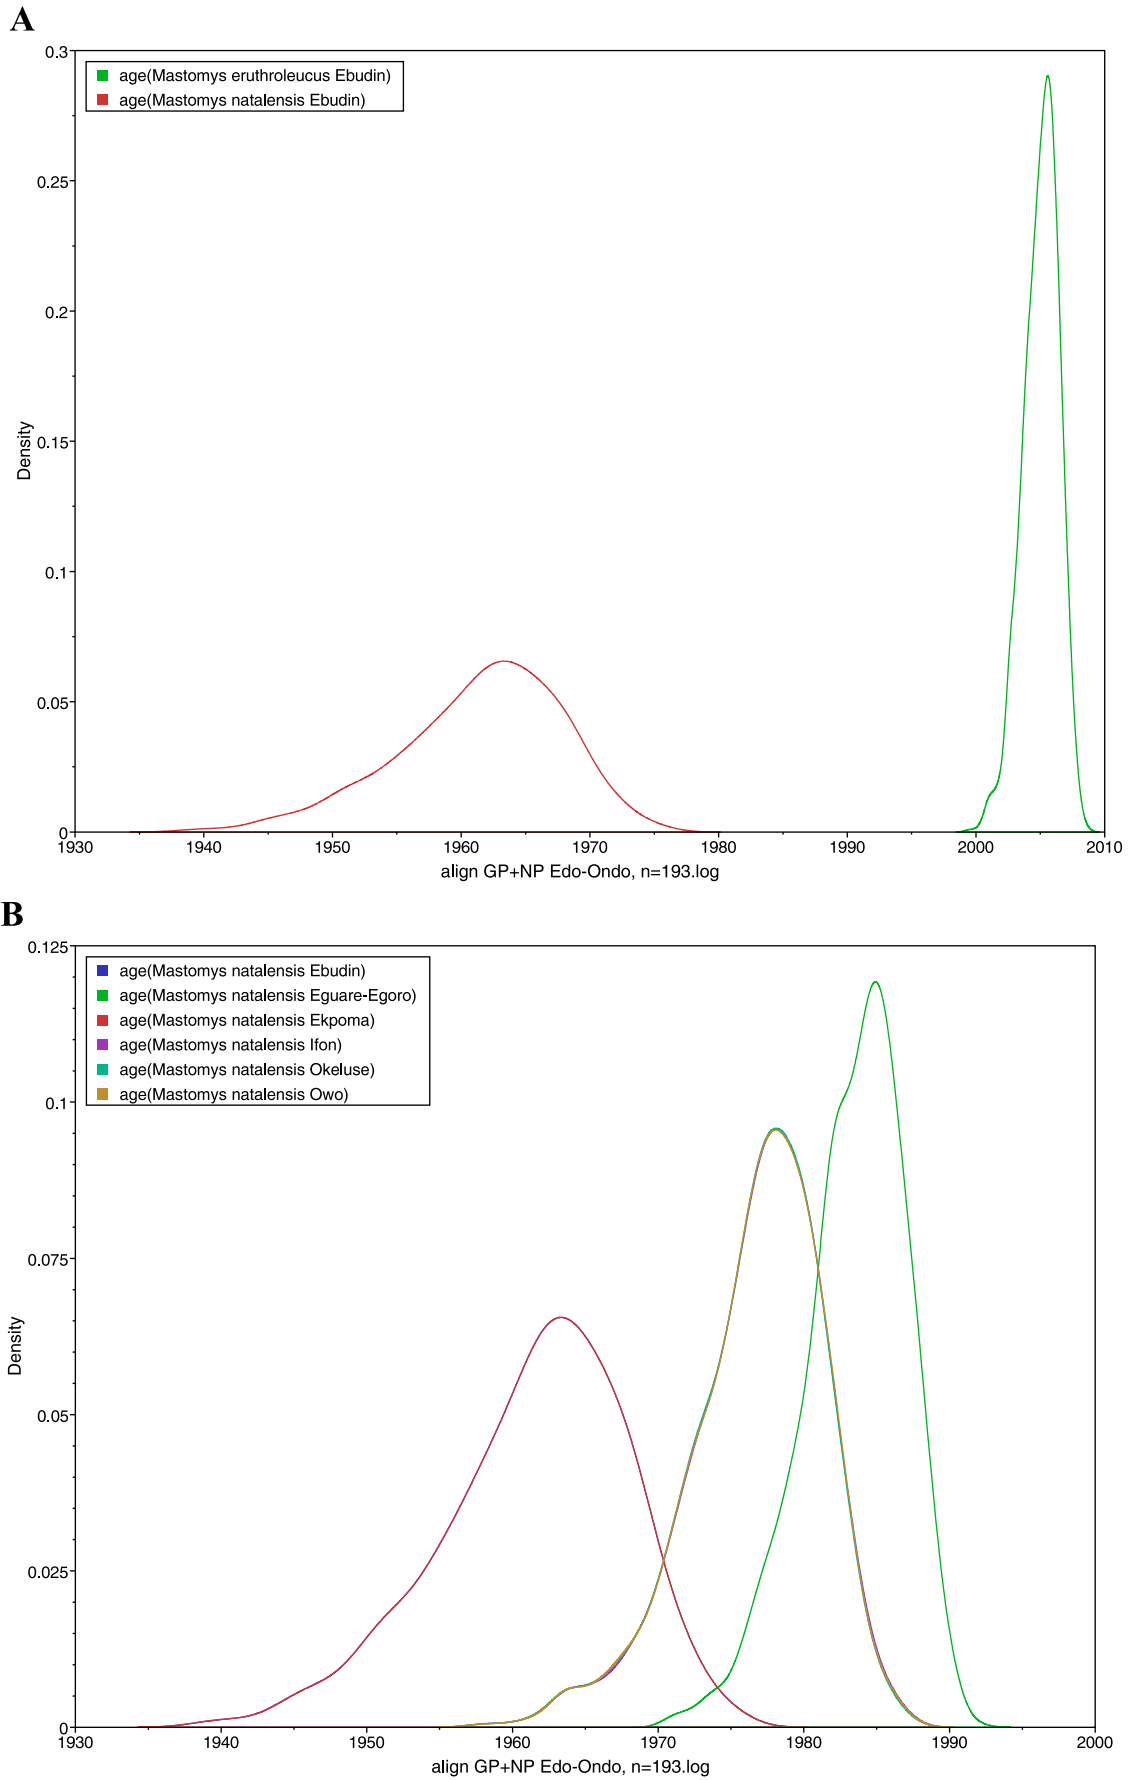 A
0.3
age(Mastomys eruthroleucus Ebudin)
age(Mastomys natalensis Ebudin)
0.25
0.2
Density
0.15
0.1
0.05
0
1930 1940 1950 1960 1970 1980 1990 2000 2010
align GP+NP Edo-Ondo, n=193.log
B
0.125
age(Mastomys natalensis Ebudin)
age(Mastomys natalensis Eguare-Egoro)
age(Mastomys natalensis Ekpoma)
age(Mastomys natalensis Ifon)
age(Mastomys natalensis Okeluse)
age(Mastomys natalensis Owo)
0.1
0.075
Density
0.05
0.025
0
1930 1940 1950 1960 1970 1980 1990 2000
align GP+NP Edo-Ondo, n=193.log